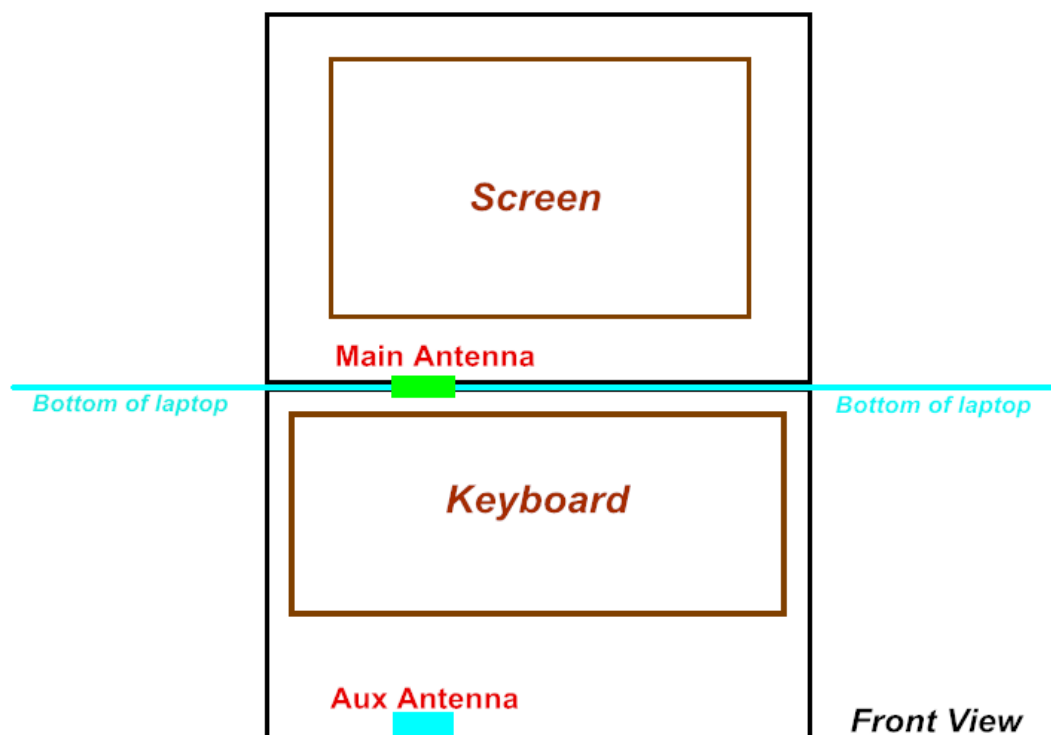 Screen
Main Antenna
Bottom of laptop
Bottom of laptop
Keyboard
Aux Antenna
Front View